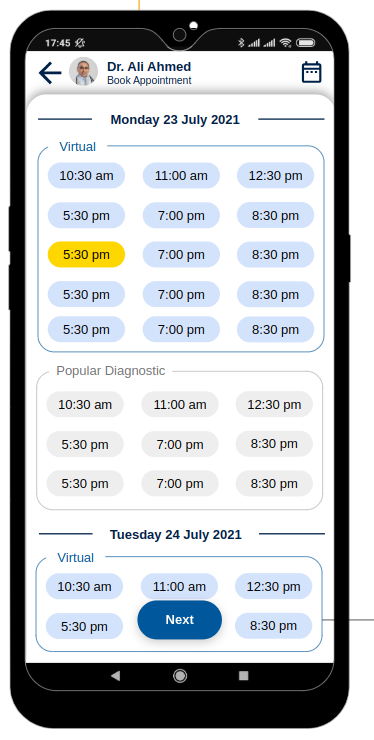 17:45
Dr. Ali Ahmed
Book Appointment
Monday 23 July 2021
Virtual
10:30 am 11:00 am 12:30 pm
5:30 pm 7:00 pm 8:30 pm
5:30 pm 7:00 pm 8:30 pm
5:30 pm 7:00 pm 8:30 pm
5:30 pm 7:00 pm 8:30 pm
Popular Diagnostic
10:30 am 11:00 am 12:30 pm
5:30 pm 7:00 pm 8:30 pm
5:30 pm 7:00 pm 8:30 pm
Tuesday 24 July 2021
Virtual
10:30 am 11:00 am 12:30 pm
5:30 pm Next 8:30 pm